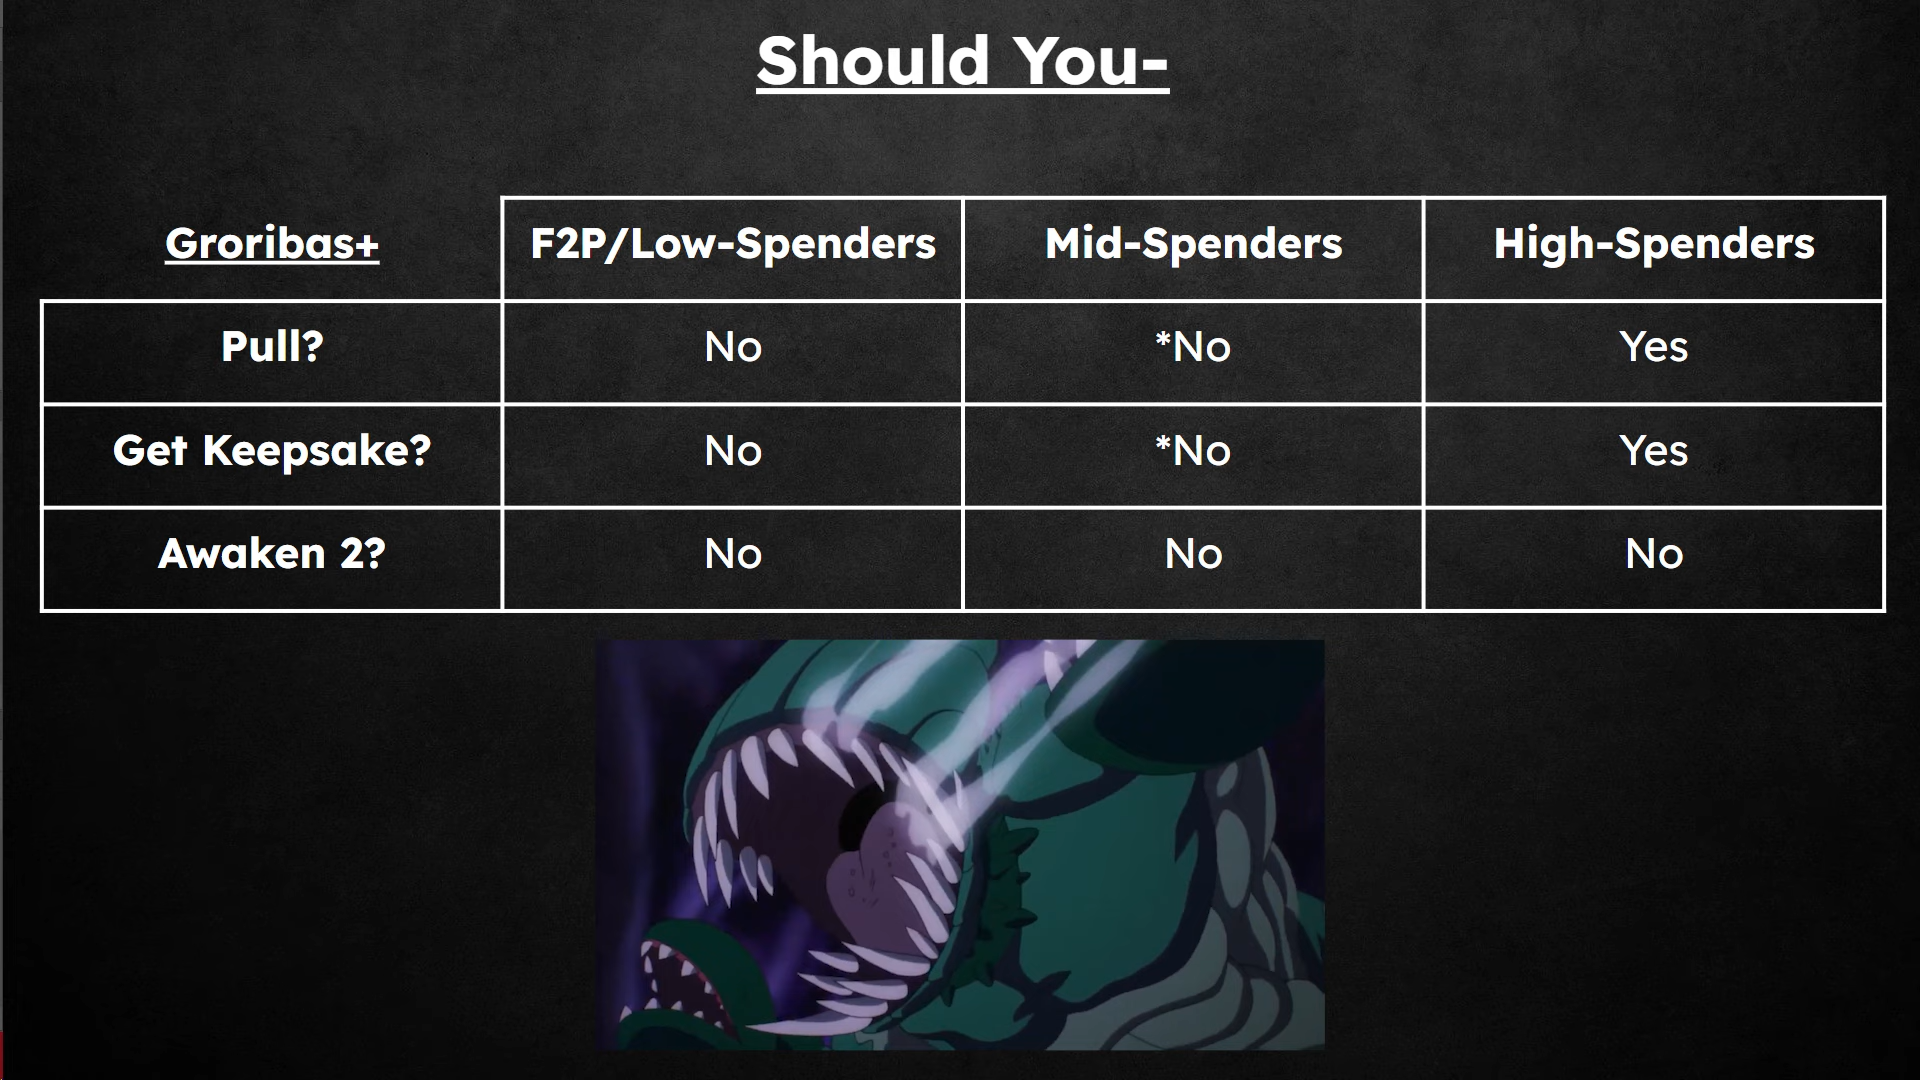 Should You-
Groribas+ F2P/Low-Spenders Mid-Spenders High-Spenders
Pull? No *No Yes
Get Keepsake? No *No Yes
Awaken 2? No No No